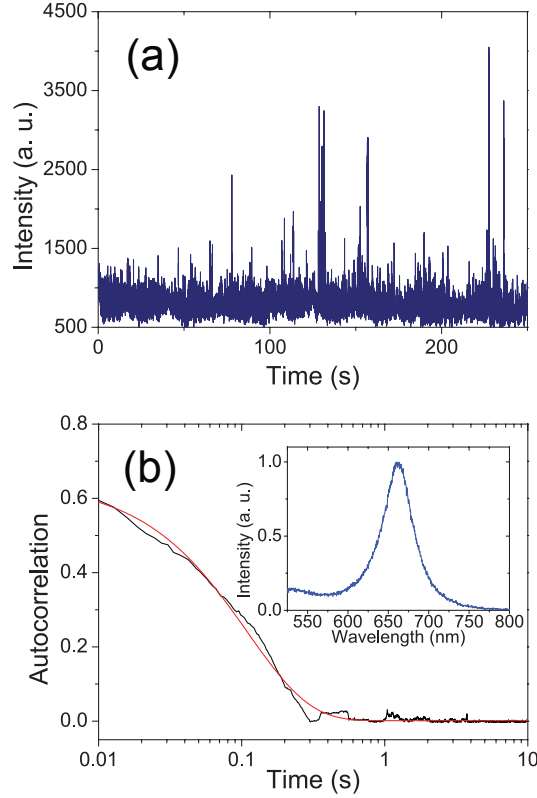 (a)
Intensity (a. u.)
4500
3500
2500
1500
500
0 100 200
Time (s)
(b)
Autocorrelation
0.8
0.6
0.4
0.2
0.0
0.01 0.1 1 10
Time (s)
Intensity (a. u.)
1.0
0.5
0.0
550 600 650 700 750 800
Wavelength (nm)